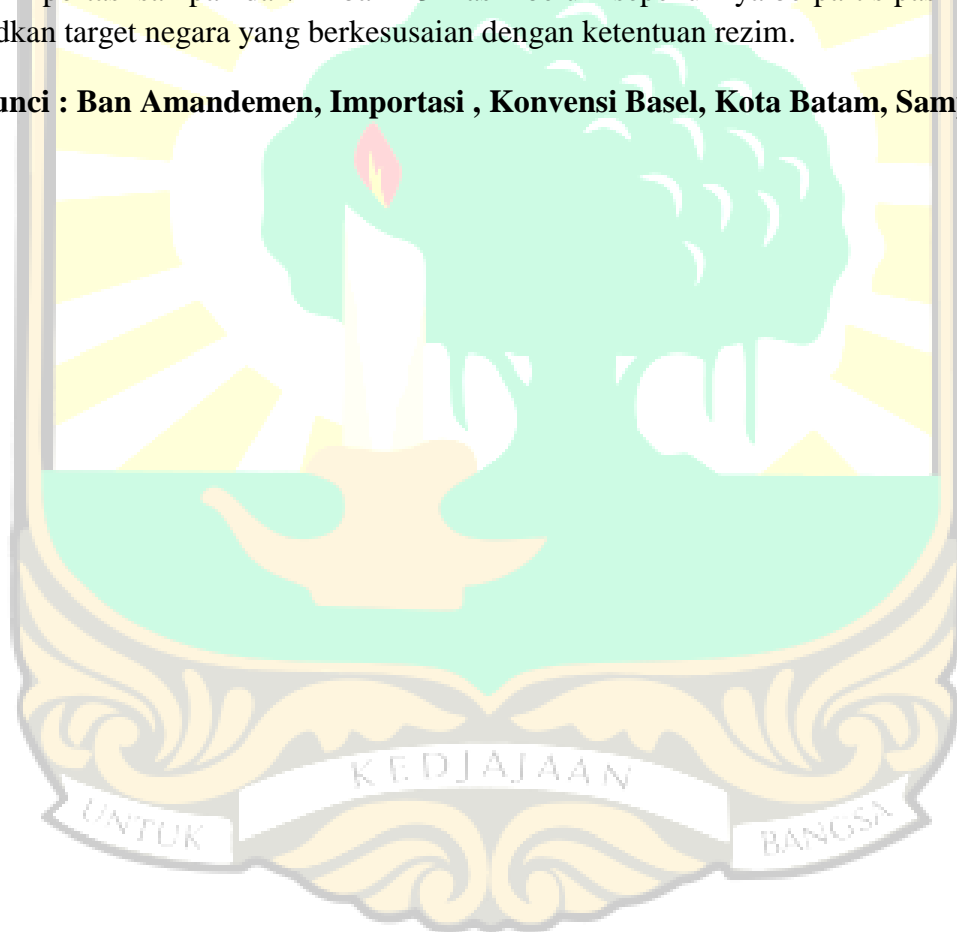 dkan target negara yang berkesusaian dengan ketentuan rezim.
unci : Ban Amandemen, Importasi , Konvensi Basel, Kota Batam, Sam
UNTUK KEDJAJAAN BANGSA